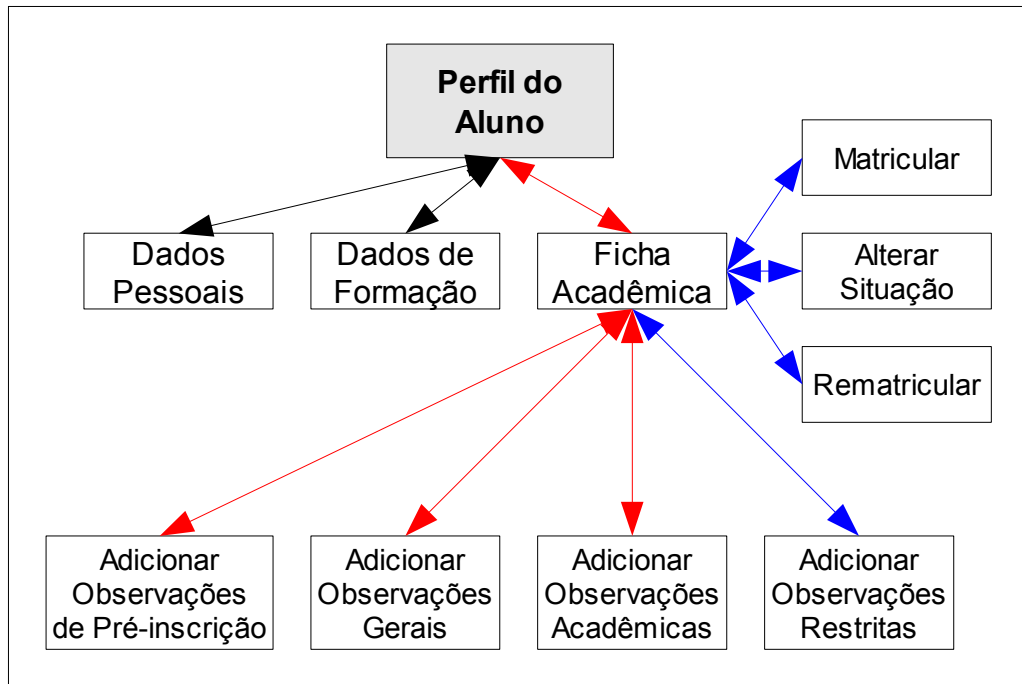 Perfil do
Aluno
Matricular
Dados
Pessoais
Dados de
Formação
Ficha
Acadêmica
Alterar
Situação
Rematricular
Adicionar
Observações
de Pré-inscrição
Adicionar
Observações
Gerais
Adicionar
Observações
Acadêmicas
Adicionar
Observações
Restritas